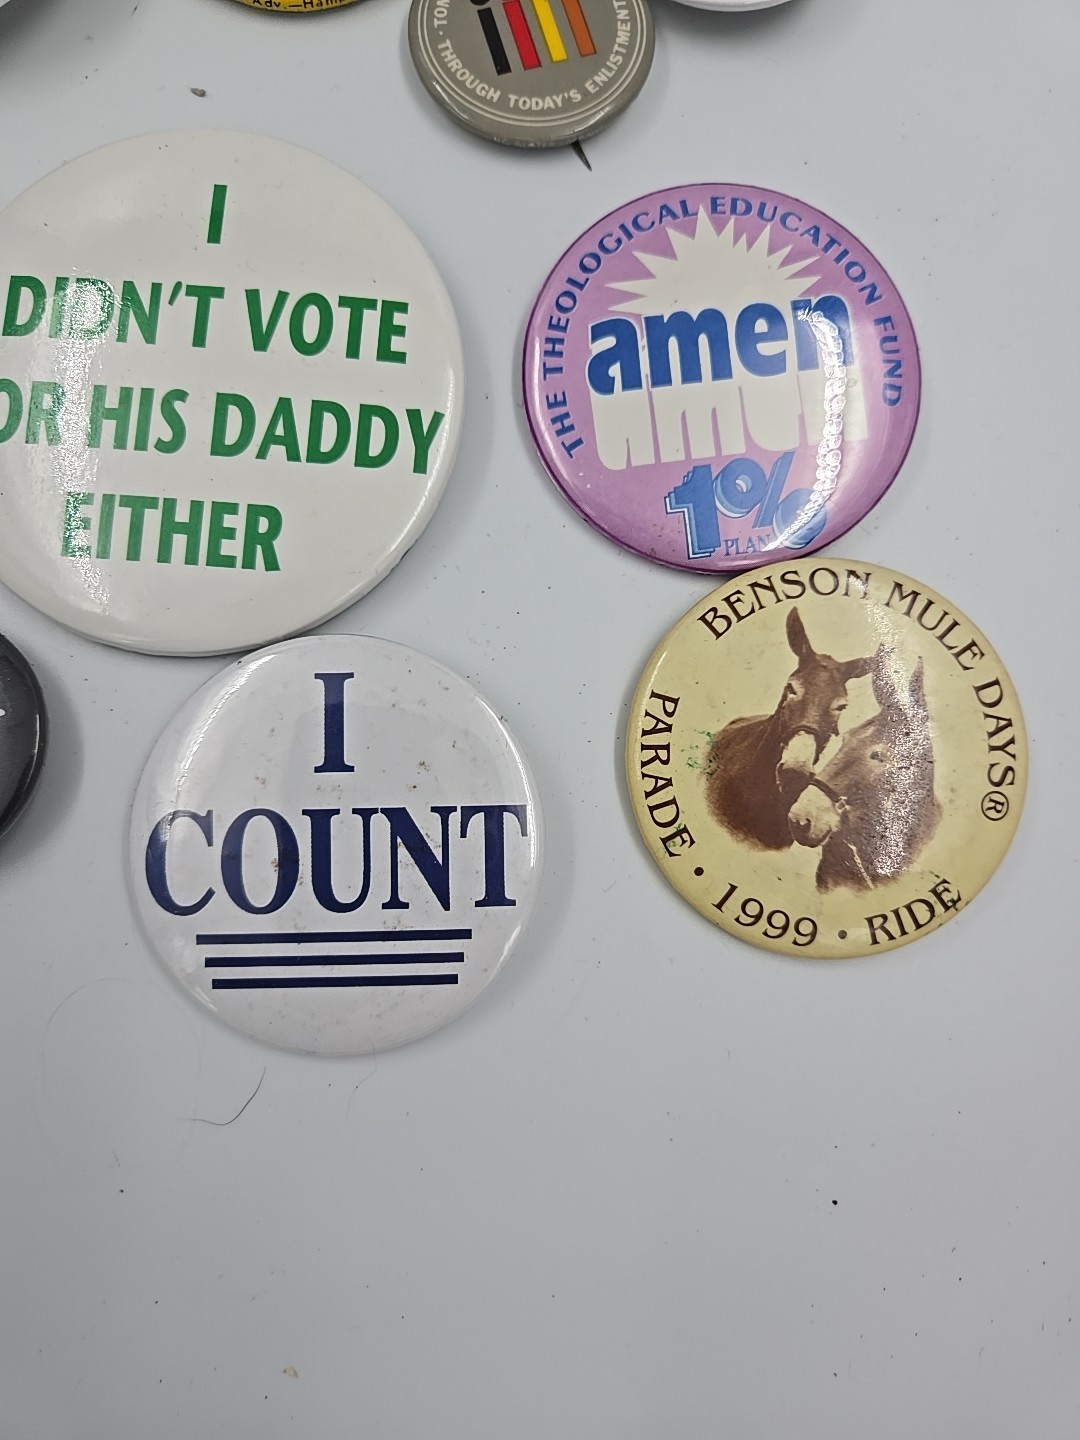 THROUGH TODAY'S ENLISTMENT
I
DIDN'T VOTE
HIS DADDY
EITHER
THE THEOLOGICAL EDUCATION FUND
amen
amen
1%
PLAN
I
COUNT
BENSON MULE DAYS®
PARADE • 1999 • RIDE